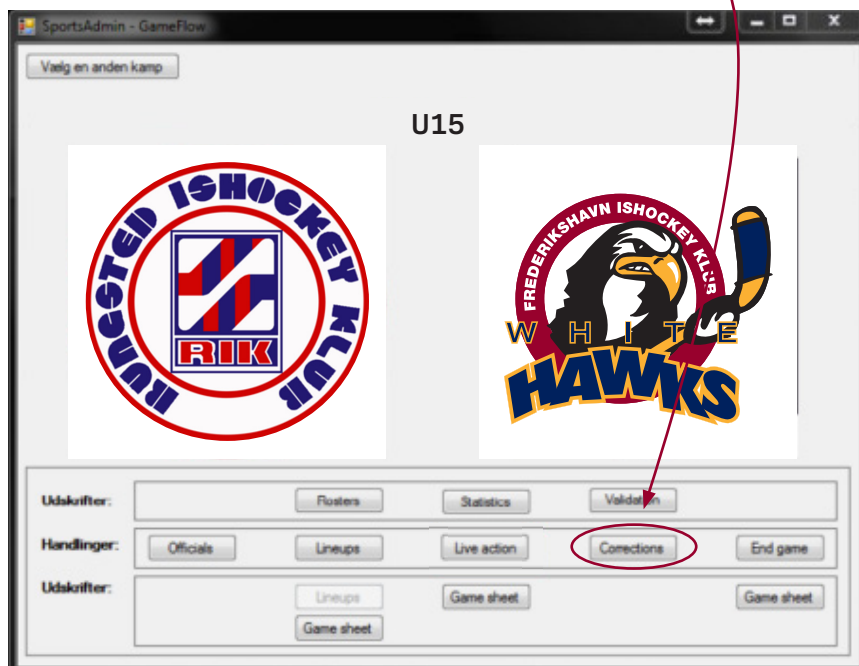 SportsAdmin - GameFlow
Vælg en anden kamp
U15
RUNGSTED ISHOCKEY KLUB
RIK
FREDERIKSHAVN ISHOCKEY KLUB
WHITE
HAWKS
Udskrifter: Rosters Statistics Validation
Handlinger: Officials Lineups Live action Corrections End game
Udskrifter: Lineups Game sheet Game sheet
Game sheet